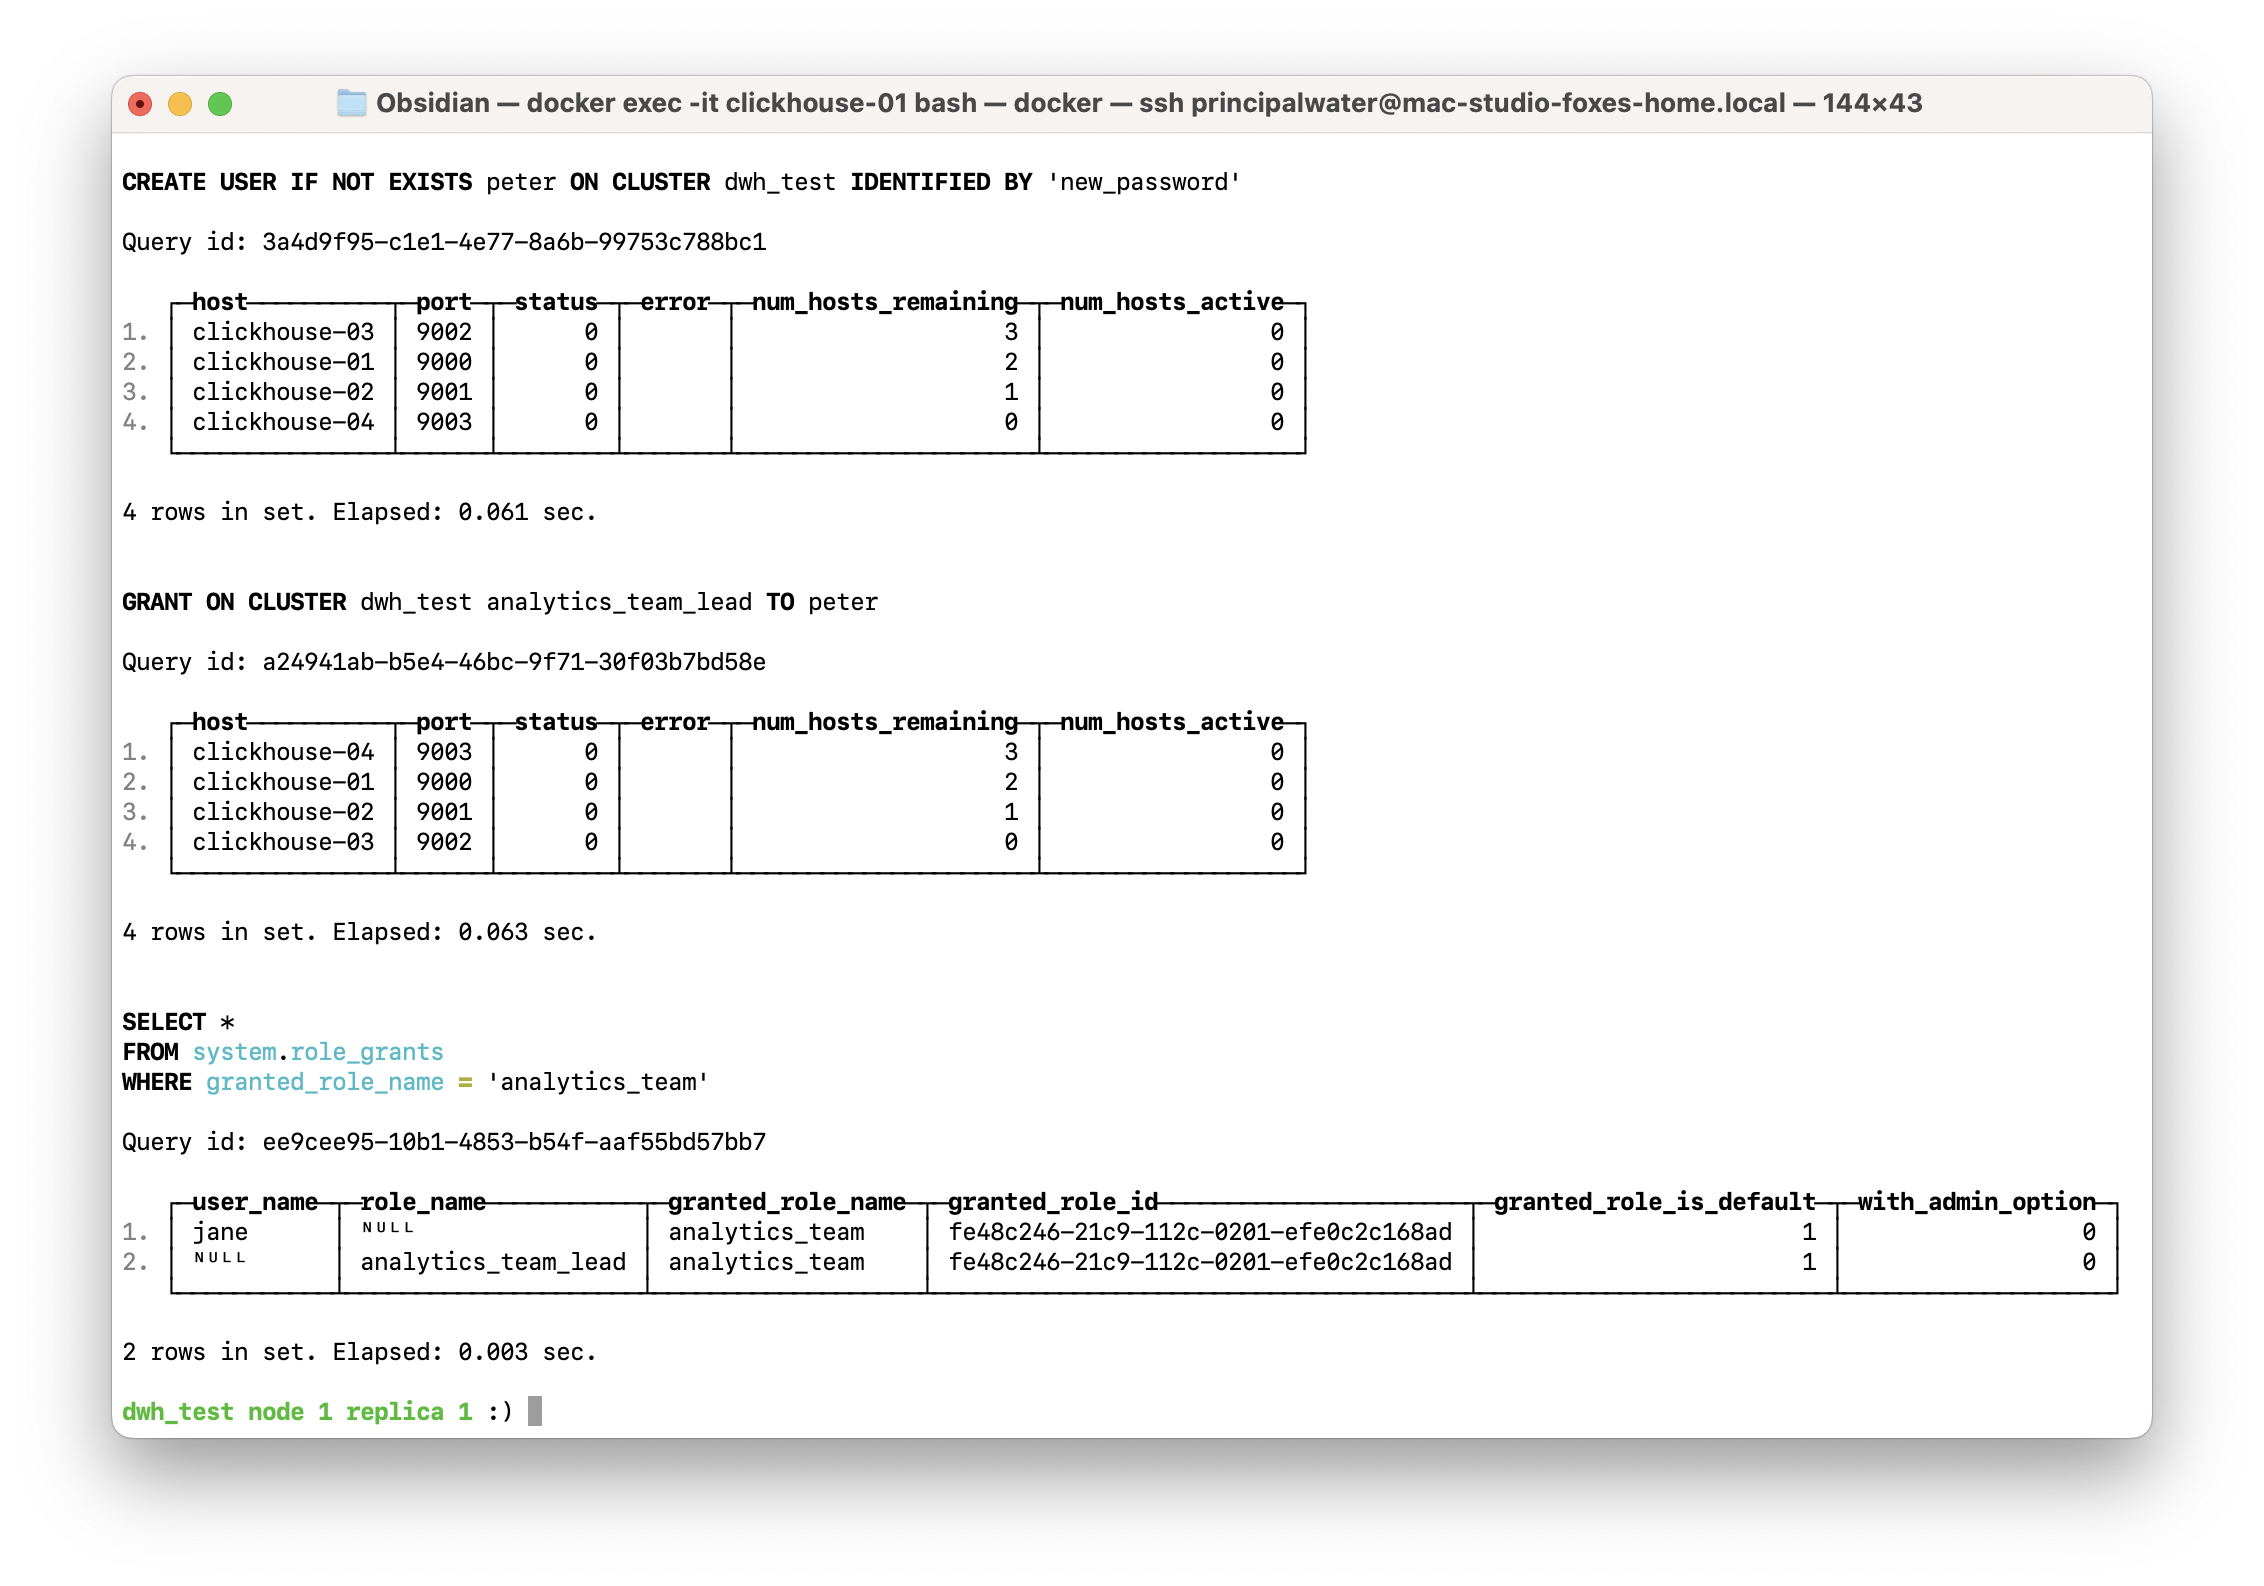 Obsidian — docker exec -it clickhouse-01 bash — docker — ssh principalwater@mac-studio-foxes-home.local — 144×43
CREATE USER IF NOT EXISTS peter ON CLUSTER dwh_test IDENTIFIED BY 'new_password'
Query id: 3a4d9f95-c1e1-4e77-8a6b-99753c788bc1
host port status error num_hosts_remaining num_hosts_active
1. clickhouse-03 9002 0 3 0
2. clickhouse-01 9000 0 2 0
3. clickhouse-02 9001 0 1 0
4. clickhouse-04 9003 0 0 0
4 rows in set. Elapsed: 0.061 sec.
GRANT ON CLUSTER dwh_test analytics_team_lead TO peter
Query id: a24941ab-b5e4-46bc-9f71-30f03b7bd58e
host port status error num_hosts_remaining num_hosts_active
1. clickhouse-04 9003 0 3 0
2. clickhouse-01 9000 0 2 0
3. clickhouse-02 9001 0 1 0
4. clickhouse-03 9002 0 0 0
4 rows in set. Elapsed: 0.063 sec.
SELECT *
FROM system.role_grants
WHERE granted_role_name = 'analytics_team'
Query id: ee9cee95-10b1-4853-b54f-aaf55bd57bb7
user_name role_name granted_role_name granted_role_id granted_role_is_default with_admin_option
1. jane ᴺᵁᴸᴸ analytics_team fe48c246-21c9-112c-0201-efe0c2c168ad 1 0
2. ᴺᵁᴸᴸ analytics_team_lead analytics_team fe48c246-21c9-112c-0201-efe0c2c168ad 1 0
2 rows in set. Elapsed: 0.003 sec.
dwh_test node 1 replica 1 :)